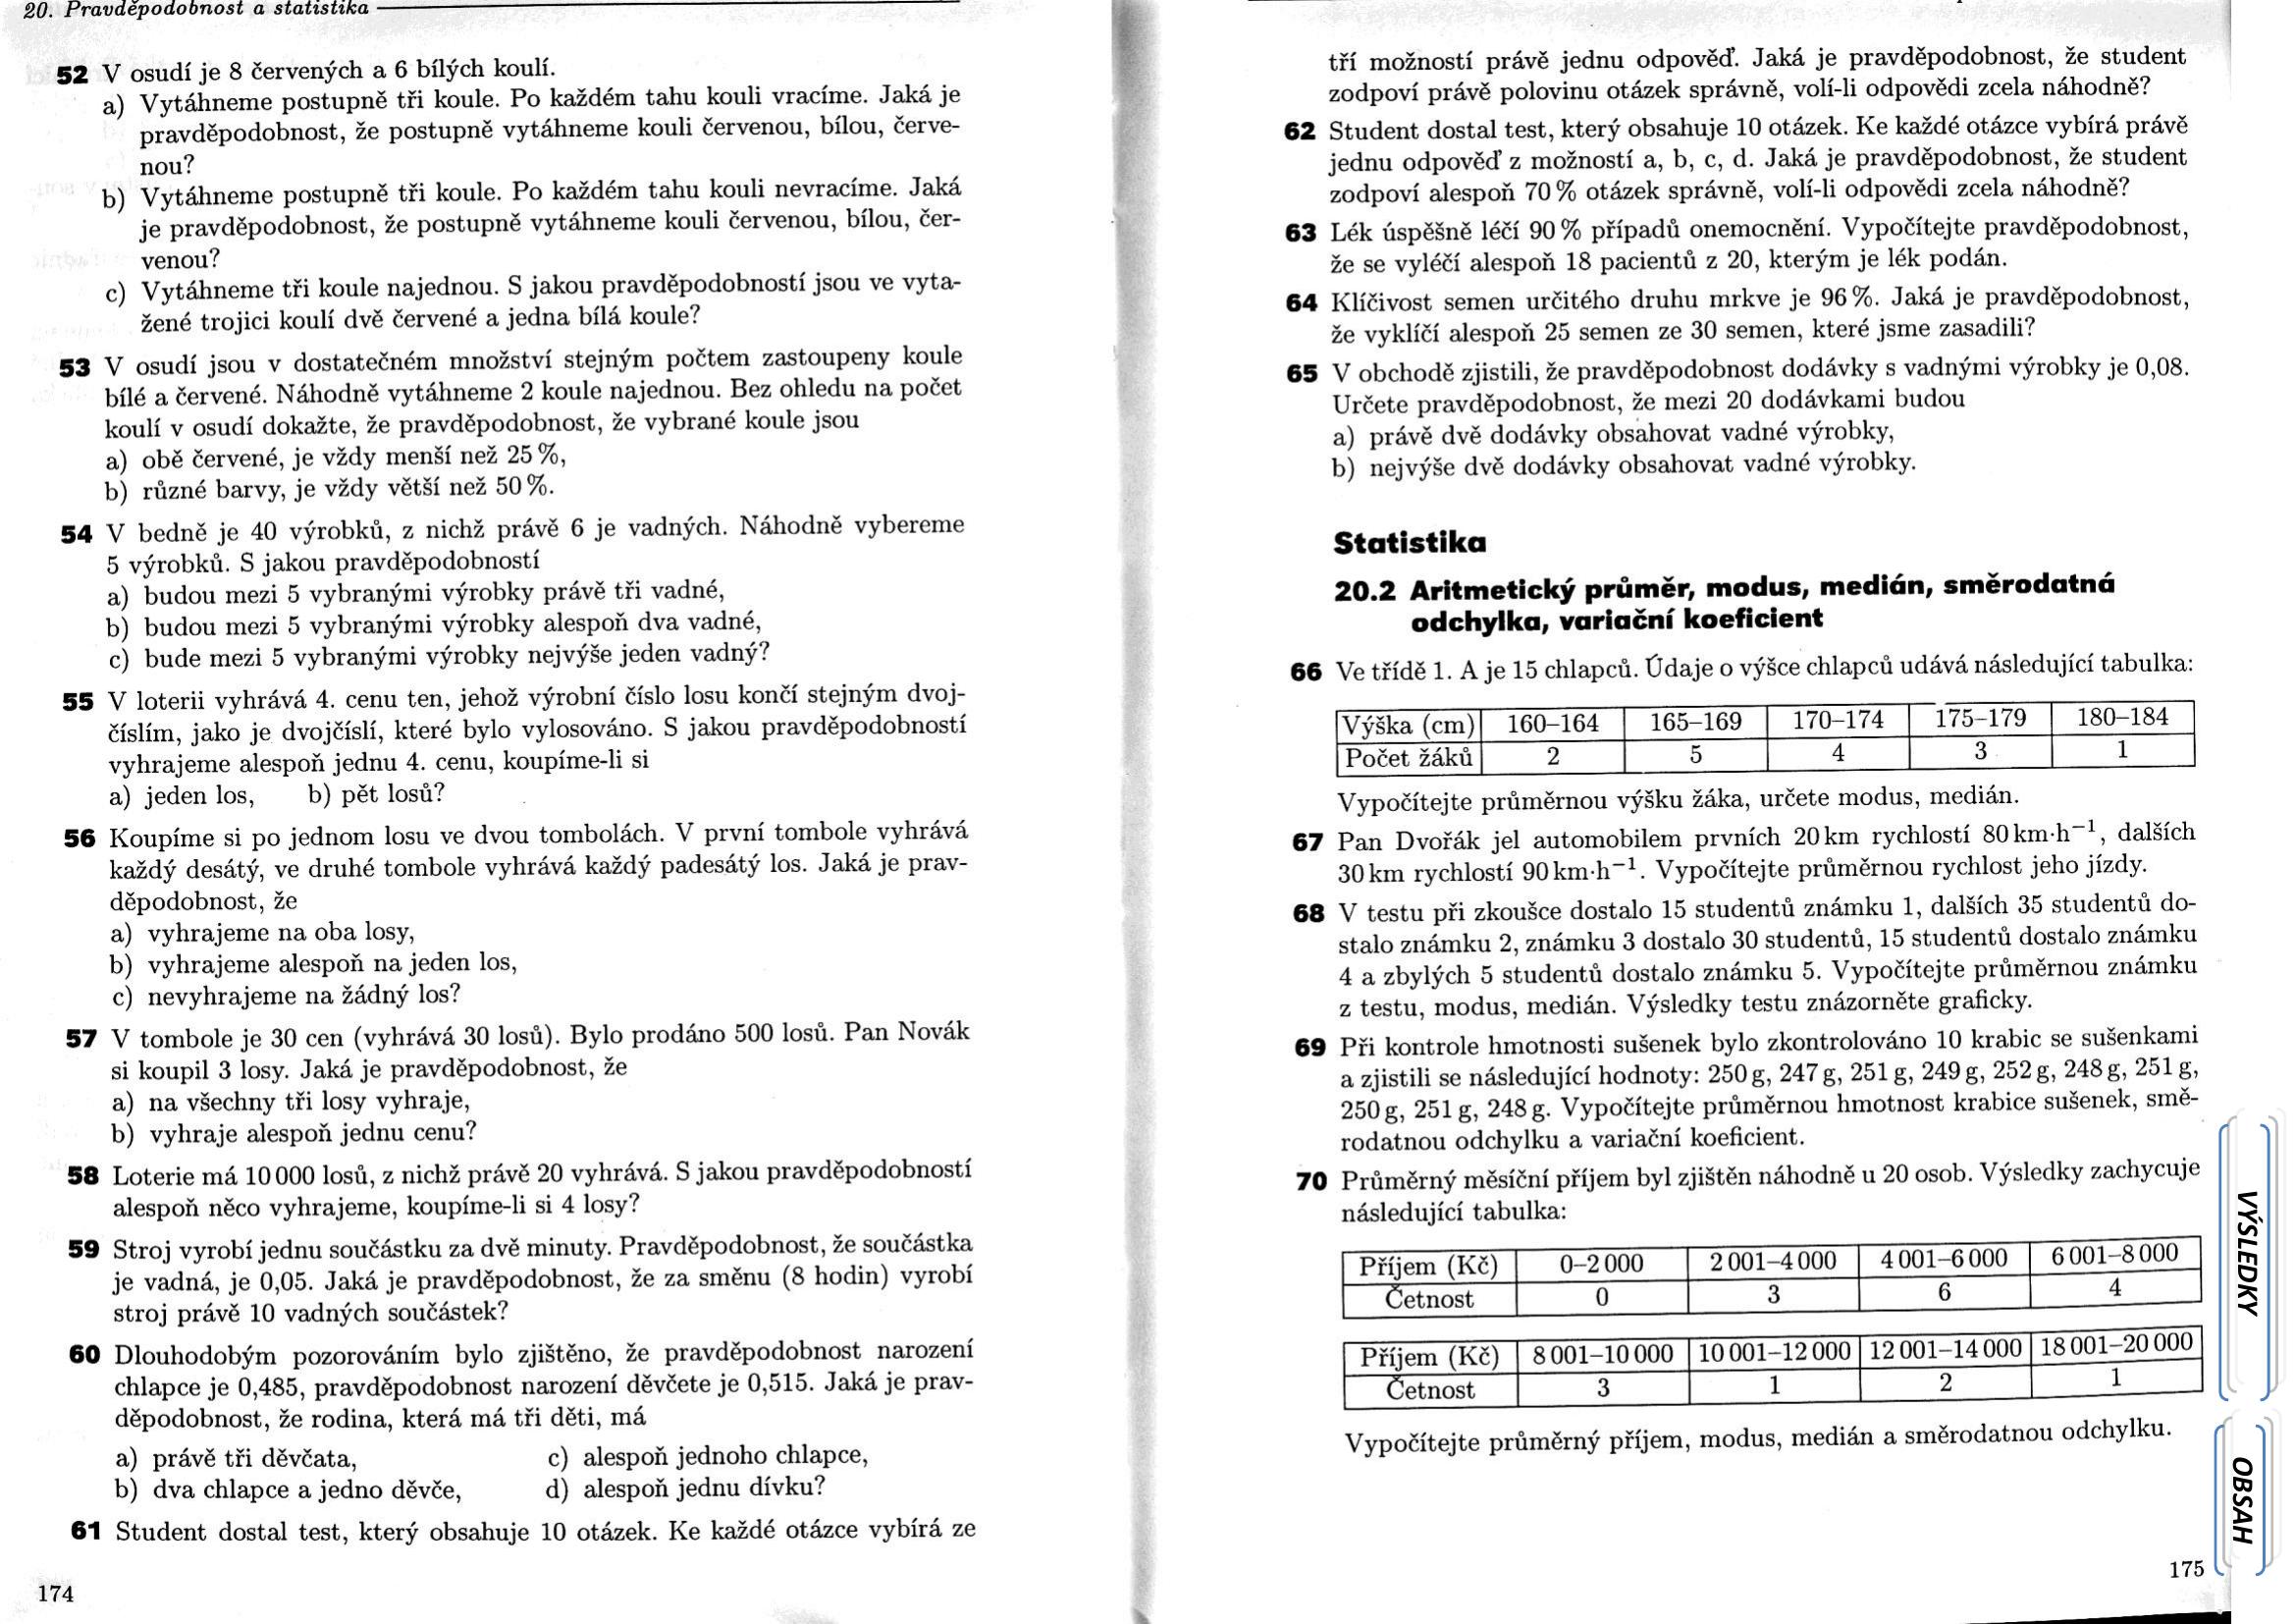 20. Pravděpodobnost a statistika
52 V osudí je 8 červených a 6 bílých koulí.
a) Vytáhneme postupně tři koule. Po každém tahu kouli vracíme. Jaká je
pravděpodobnost, že postupně vytáhneme kouli červenou, bílou, červe-
nou?
b) Vytáhneme postupně tři koule. Po každém tahu kouli nevracíme. Jaká
je pravděpodobnost, že postupně vytáhneme kouli červenou, bílou, čer-
venou?
c) Vytáhneme tři koule najednou. S jakou pravděpodobností jsou ve vyta-
žené trojici koulí dvě červené a jedna bílá koule?
53 V osudí jsou v dostatečném množství stejným počtem zastoupeny koule
bílé a červené. Náhodně vytáhneme 2 koule najednou. Bez ohledu na počet
koulí v osudí dokažte, že pravděpodobnost, že vybrané koule jsou
a) obě červené, je vždy menší než 25 %,
b) různé barvy, je vždy větší než 50 %.
54 V bedně je 40 výrobků, z nichž právě 6 je vadných. Náhodně vybereme
5 výrobků. S jakou pravděpodobností
a) budou mezi 5 vybranými výrobky právě tři vadné,
b) budou mezi 5 vybranými výrobky alespoň dva vadné,
c) bude mezi 5 vybranými výrobky nejvýše jeden vadný?
55 V loterii vyhrává 4. cenu ten, jehož výrobní číslo losu končí stejným dvoj-
číslím, jako je dvojčíslí, které bylo vylosováno. S jakou pravděpodobností
vyhrajeme alespoň jednu 4. cenu, koupíme-li si
a) jeden los, b) pět losů?
56 Koupíme si po jednom losu ve dvou tombolách. V první tombole vyhrává
každý desátý, ve druhé tombole vyhrává každý padesátý los. Jaká je prav-
děpodobnost, že
a) vyhrajeme na oba losy,
b) vyhrajeme alespoň na jeden los,
c) nevyhrajeme na žádný los?
57 V tombole je 30 cen (vyhrává 30 losů). Bylo prodáno 500 losů. Pan Novák
si koupil 3 losy. Jaká je pravděpodobnost, že
a) na všechny tři losy vyhraje,
b) vyhraje alespoň jednu cenu?
58 Loterie má 10 000 losů, z nichž právě 20 vyhrává. S jakou pravděpodobností
alespoň něco vyhrajeme, koupíme-li si 4 losy?
59 Stroj vyrobí jednu součástku za dvě minuty. Pravděpodobnost, že součástka
je vadná, je 0,05. Jaká je pravděpodobnost, že za směnu (8 hodin) vyrobí
stroj právě 10 vadných součástek?
60 Dlouhodobým pozorováním bylo zjištěno, že pravděpodobnost narození
chlapce je 0,485, pravděpodobnost narození děvčete je 0,515. Jaká je prav-
děpodobnost, že rodina, která má tři děti, má
a) právě tři děvčata, c) alespoň jednoho chlapce,
b) dva chlapce a jedno děvče, d) alespoň jednu dívku?
61 Student dostal test, který obsahuje 10 otázek. Ke každé otázce vybírá ze
174
tří možností právě jednu odpověď. Jaká je pravděpodobnost, že student
zodpoví právě polovinu otázek správně, volí-li odpovědi zcela náhodně?
62 Student dostal test, který obsahuje 10 otázek. Ke každé otázce vybírá právě
jednu odpověď z možností a, b, c, d. Jaká je pravděpodobnost, že student
zodpoví alespoň 70 % otázek správně, volí-li odpovědi zcela náhodně?
63 Lék úspěšně léčí 90 % případů onemocnění. Vypočítejte pravděpodobnost,
že se vyléčí alespoň 18 pacientů z 20, kterým je lék podán.
64 Klíčivost semen určitého druhu mrkve je 96 %. Jaká je pravděpodobnost,
že vyklíčí alespoň 25 semen ze 30 semen, které jsme zasadili?
65 V obchodě zjistili, že pravděpodobnost dodávky s vadnými výrobky je 0,08.
Určete pravděpodobnost, že mezi 20 dodávkami budou
a) právě dvě dodávky obsahovat vadné výrobky,
b) nejvýše dvě dodávky obsahovat vadné výrobky.
Statistika
20.2 Aritmetický průměr, modus, medián, směrodatná
odchylka, variační koeficient
66 Ve třídě 1. A je 15 chlapců. Údaje o výšce chlapců udává následující tabulka:
Výška (cm) 160–164 165–169 170–174 175–179 180–184
Počet žáků 2 5 4 3 1
Vypočítejte průměrnou výšku žáka, určete modus, medián.
67 Pan Dvořák jel automobilem prvních 20 km rychlostí 80 km·h⁻¹, dalších
30 km rychlostí 90 km·h⁻¹. Vypočítejte průměrnou rychlost jeho jízdy.
68 V testu při zkoušce dostalo 15 studentů známku 1, dalších 35 studentů do-
stalo známku 2, známku 3 dostalo 30 studentů, 15 studentů dostalo známku
4 a zbylých 5 studentů dostalo známku 5. Vypočítejte průměrnou známku
z testu, modus, medián. Výsledky testu znázorněte graficky.
69 Při kontrole hmotnosti sušenek bylo zkontrolováno 10 krabic se sušenkami
a zjistili se následující hodnoty: 250 g, 247 g, 251 g, 249 g, 252 g, 248 g, 251 g,
250 g, 251 g, 248 g. Vypočítejte průměrnou hmotnost krabice sušenek, smě-
rodatnou odchylku a variační koeficient.
70 Průměrný měsíční příjem byl zjištěn náhodně u 20 osob. Výsledky zachycuje
následující tabulka:
Příjem (Kč) 0–2 000 2 001–4 000 4 001–6 000 6 001–8 000
Četnost 0 3 6 4
Příjem (Kč) 8 001–10 000 10 001–12 000 12 001–14 000 18 001–20 000
Četnost 3 1 2 1
Vypočítejte průměrný příjem, modus, medián a směrodatnou odchylku.
175
VÝSLEDKY
OBSAH